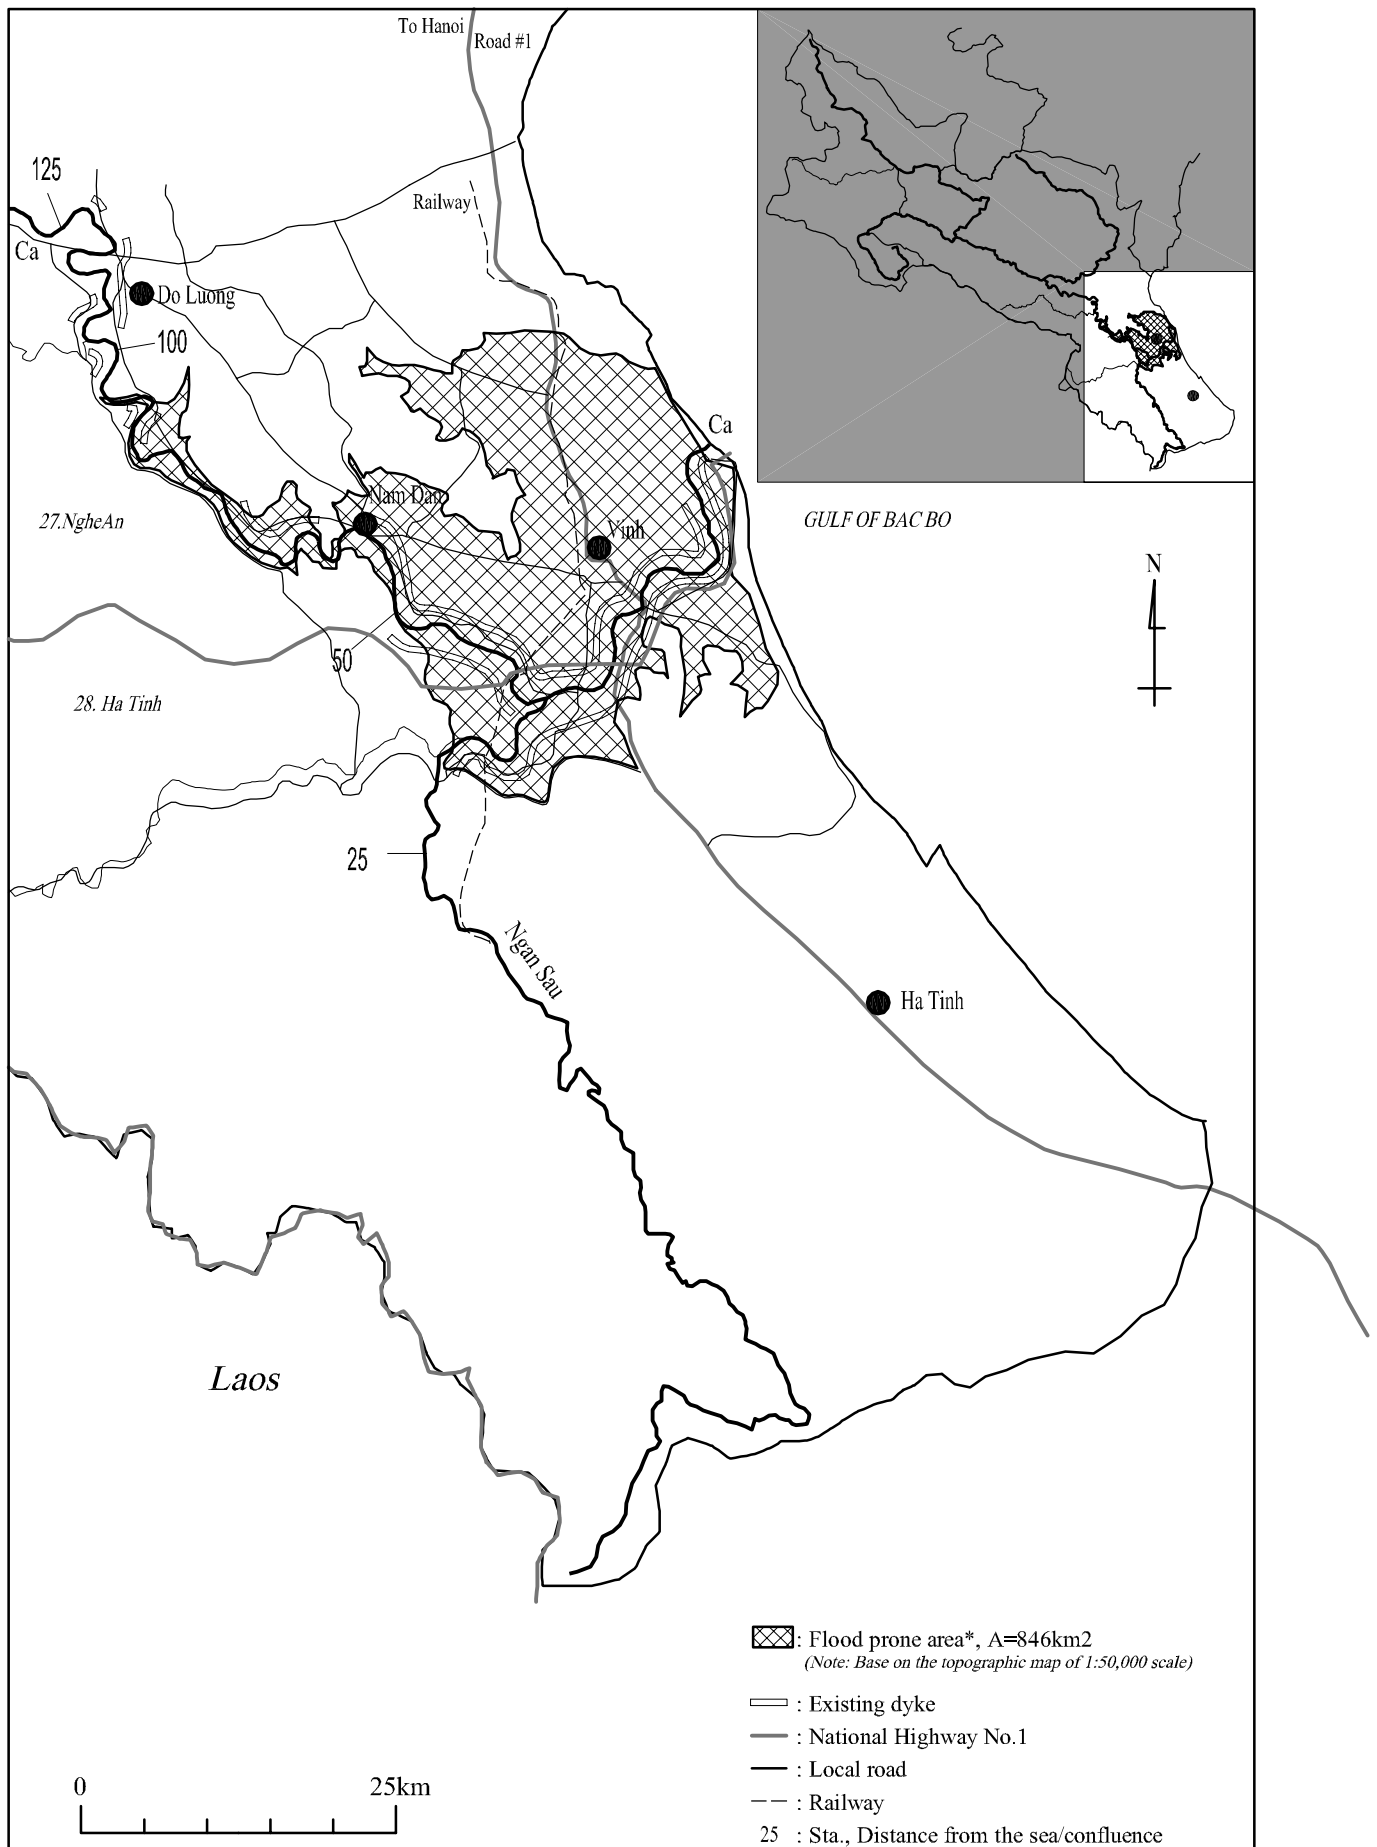 To Hanoi
Road #1
125
Railway
Ca
Do Luong
100
Ca
Nam Dan
27.NgheAn
Vinh
GULF OF BAC BO
N
50
28. Ha Tinh
25
Ngan Sau
Ha Tinh
Laos
: Flood prone area*, A=846km2
(Note: Base on the topographic map of 1:50,000 scale)
: Existing dyke
: National Highway No.1
: Local road
: Railway
25 : Sta., Distance from the sea/confluence
0 25km